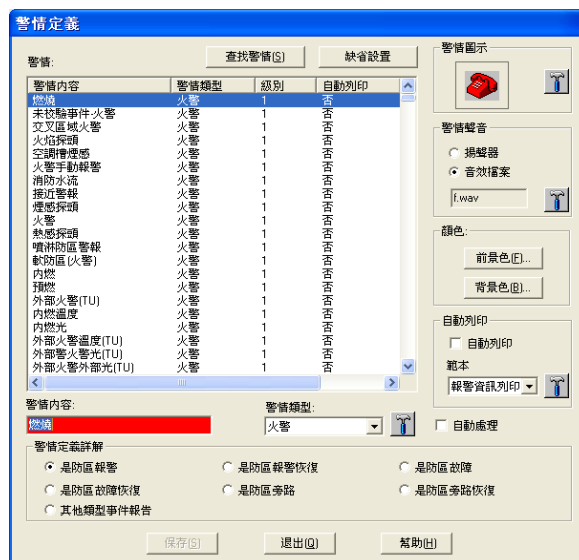 警情定義
警情:
查找警情(S)
缺省設置
警情內容 警情類型 級別 自動列印
燃燒 火警 1 否
未校驗事件·火警 火警 1 否
交叉區域火警 火警 1 否
火焰探頭 火警 1 否
空調槽煙感 火警 1 否
火警手動報警 火警 1 否
消防水流 火警 1 否
接近警報 火警 1 否
煙感探頭 火警 1 否
火警 火警 1 否
熱感探頭 火警 1 否
噴淋防區警報 火警 1 否
軟防區(火警) 火警 1 否
內燃 火警 1 否
預燃 火警 1 否
外部火警(TU) 火警 1 否
內燃溫度 火警 1 否
內燃光 火警 1 否
外部火警溫度(TU) 火警 1 否
外部警火警光(TU) 火警 1 否
外部火警外部光(TU) 火警 1 否
警情內容:
燃燒
警情類型:
火警
警情圖示
警情聲音
揚聲器
音效檔案
f.wav
顏色:
前景色(F)...
背景色(B)...
自動列印
自動列印
範本
報警資訊列印
自動處理
警情定義詳解
是防區報警 是防區報警恢復 是防區故障
是防區故障恢復 是防區旁路 是防區旁路恢復
其他類型事件報告
保存(S) 退出(Q) 幫助(H)